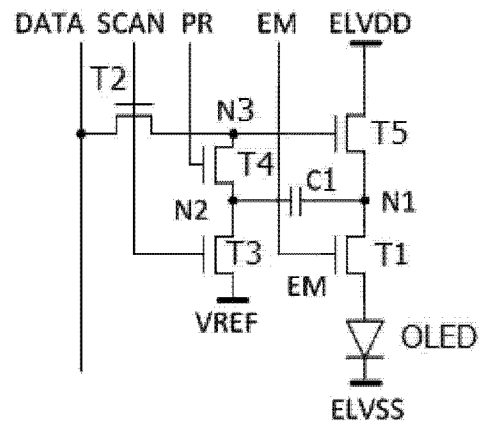 DATA SCAN PR EM ELVDD
T2
N3
T5
T4
C1
N2
N1
T3
T1
EM
VREF
OLED
ELVSS